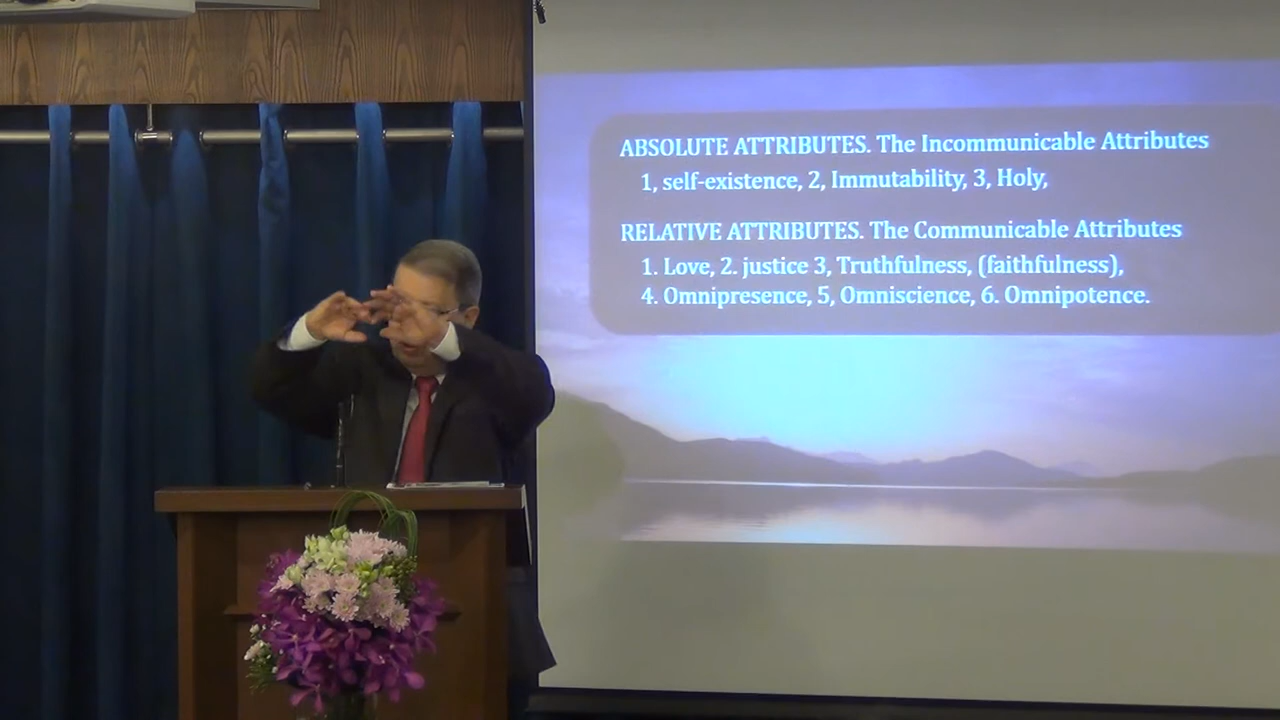 ABSOLUTE ATTRIBUTES. The Incommunicable Attributes
1, self-existence, 2, Immutability, 3, Holy,
RELATIVE ATTRIBUTES. The Communicable Attributes
1. Love, 2. justice 3, Truthfulness, (faithfulness),
4. Omnipresence, 5, Omniscience, 6. Omnipotence.